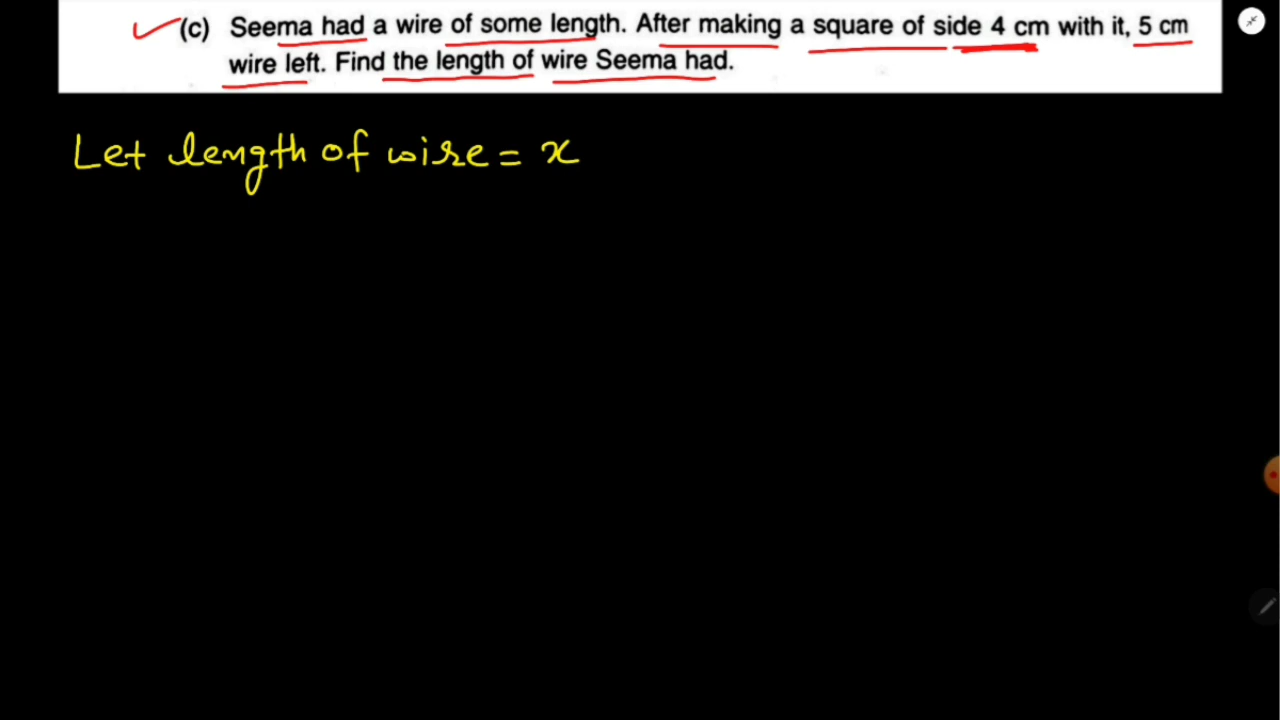 (c) Seema had a wire of some length. After making a square of side 4 cm with it, 5 cm
wire left. Find the length of wire Seema had.
Let length of wire = x